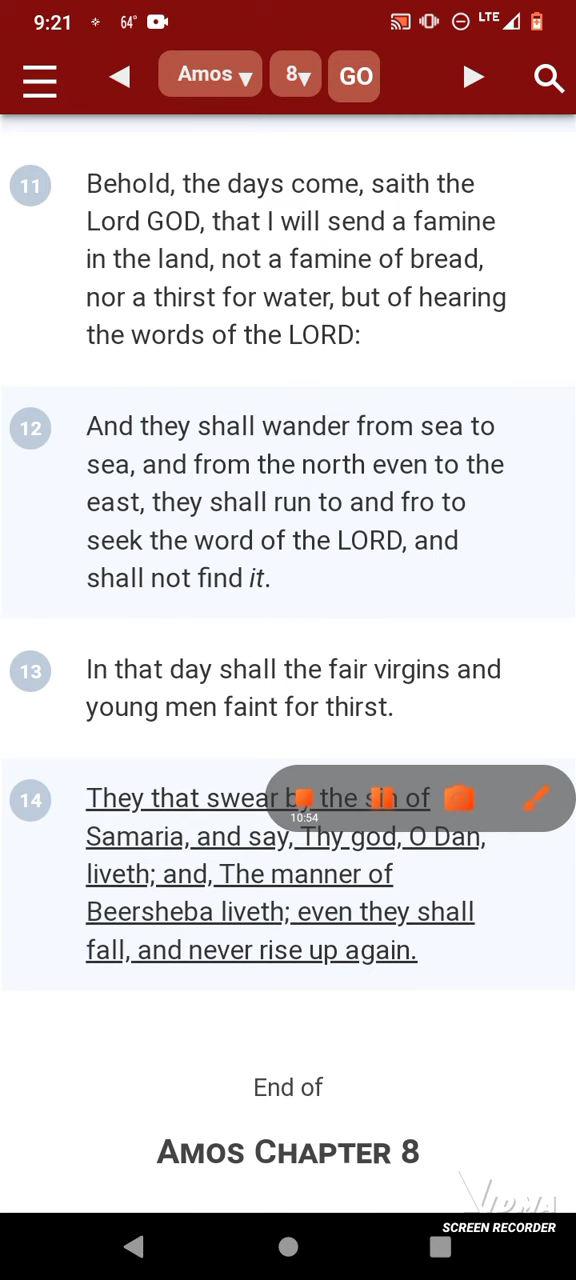 9:21 64° LTE
Amos 8 GO
11 Behold, the days come, saith the
Lord GOD, that I will send a famine
in the land, not a famine of bread,
nor a thirst for water, but of hearing
the words of the LORD:
12 And they shall wander from sea to
sea, and from the north even to the
east, they shall run to and fro to
seek the word of the LORD, and
shall not find it.
13 In that day shall the fair virgins and
young men faint for thirst.
14 They that swear by the sin of
10:54
Samaria, and say, Thy god, O Dan,
liveth; and, The manner of
Beersheba liveth; even they shall
fall, and never rise up again.
End of
AMOS CHAPTER 8
VIDMA
SCREEN RECORDER